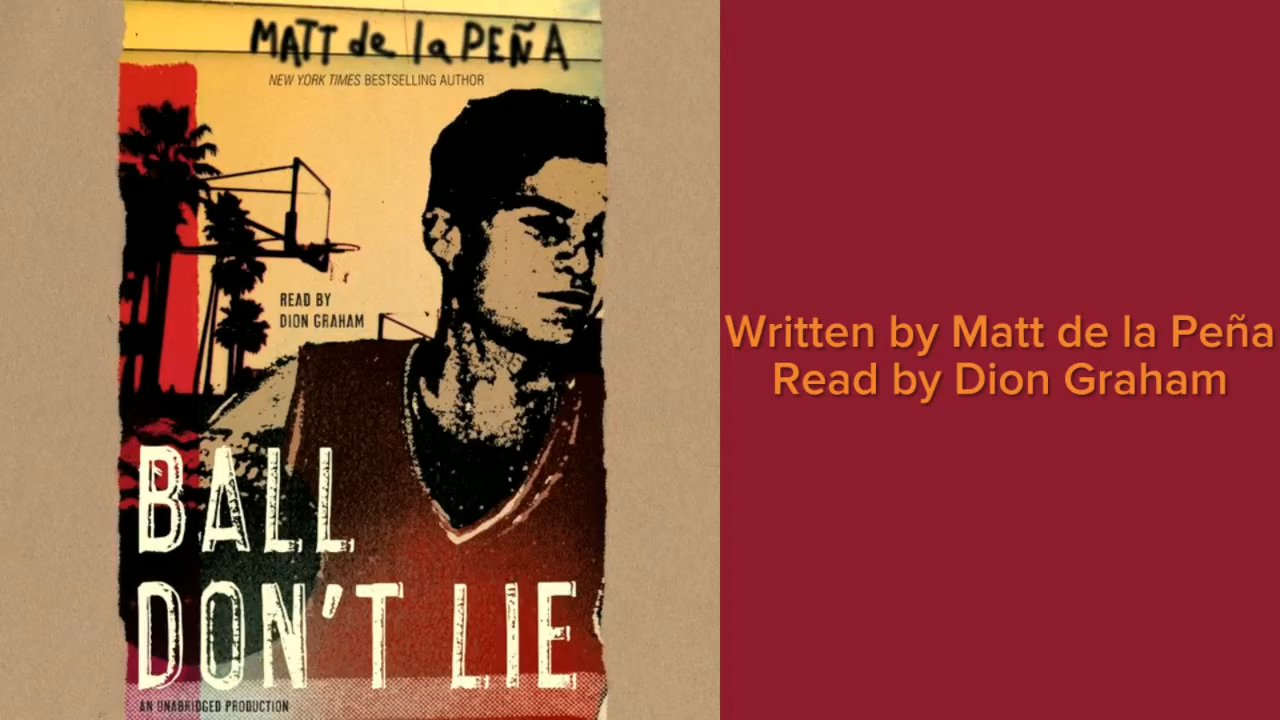 MATT de la PEÑA
NEW YORK TIMES BESTSELLING AUTHOR
READ BY
DION GRAHAM
BALL
DON'T LIE
AN UNABRIDGED PRODUCTION
Written by Matt de la Peña
Read by Dion Graham